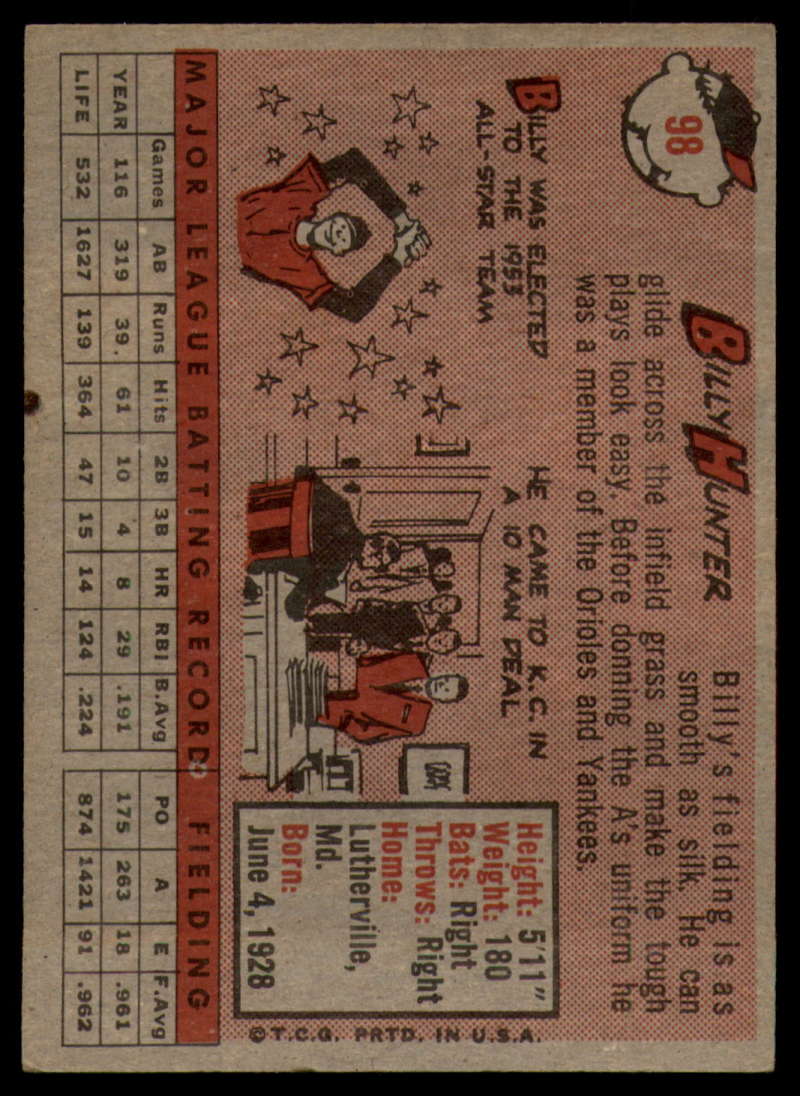 98
BILLY HUNTER
Billy's fielding is as
smooth as silk. He can
glide across the infield grass and make the tough
plays look easy. Before donning the A's uniform he
was a member of the Orioles and Yankees.
BILLY WAS ELECTED
TO THE 1953
ALL-STAR TEAM
HE CAME TO K.C. IN
A 10 MAN DEAL
Height: 5'11"
Weight: 180
Bats: Right
Throws: Right
Home:
Lutherville,
Md.
Born:
June 4, 1928
©T.C.G. PRTD. IN U.S.A.
MAJOR LEAGUE BATTING RECORD FIELDING
Games AB Runs Hits 2B 3B HR RBI B.Avg PO A E F.Avg
YEAR 116 319 39. 61 10 4 8 29 .191 175 263 18 .961
LIFE 532 1627 139 364 47 15 14 124 .224 874 1421 91 .962